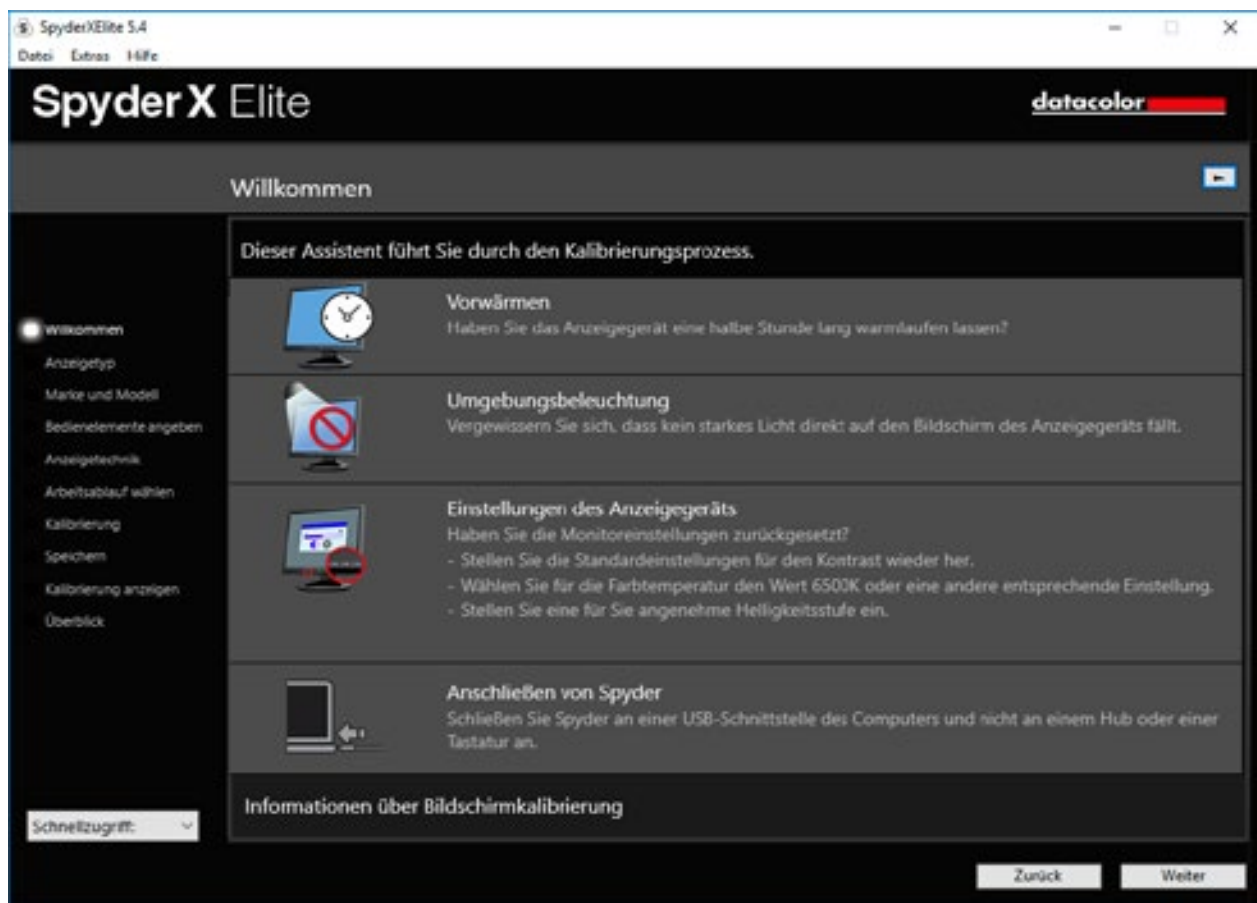 SpyderXElite 5.4
Datei Extras Hilfe
SpyderX Elite
datacolor
Willkommen
Dieser Assistent führt Sie durch den Kalibrierungsprozess.
Vorwärmen
Haben Sie das Anzeigegerät eine halbe Stunde lang warmlaufen lassen?
Umgebungsbeleuchtung
Vergewissern Sie sich, dass kein starkes Licht direkt auf den Bildschirm des Anzeigegeräts fällt.
Einstellungen des Anzeigegeräts
Haben Sie die Monitoreinstellungen zurückgesetzt?
- Stellen Sie die Standardeinstellungen für den Kontrast wieder her.
- Wählen Sie für die Farbtemperatur den Wert 6500K oder eine andere entsprechende Einstellung.
- Stellen Sie eine für Sie angenehme Helligkeitsstufe ein.
Anschließen von Spyder
Schließen Sie Spyder an einer USB-Schnittstelle des Computers und nicht an einem Hub oder einer
Tastatur an.
Informationen über Bildschirmkalibrierung
Willkommen
Anzeigetyp
Marke und Modell
Bedienelemente angeben
Anzeigetechnik
Arbeitsablauf wählen
Kalibrierung
Speichern
Kalibrierung anzeigen
Überblick
Schnellzugriff:
Zurück
Weiter